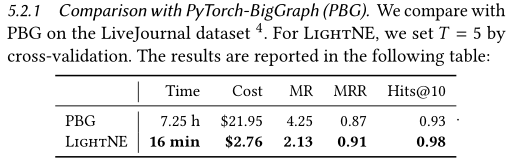 5.2.1 Comparison with PyTorch-BigGraph (PBG). We compare with
PBG on the LiveJournal dataset 4. For LIGHTNE, we set T = 5 by
cross-validation. The results are reported in the following table:
Time Cost MR MRR Hits@10
PBG 7.25 h $21.95 4.25 0.87 0.93
LIGHTNE 16 min $2.76 2.13 0.91 0.98